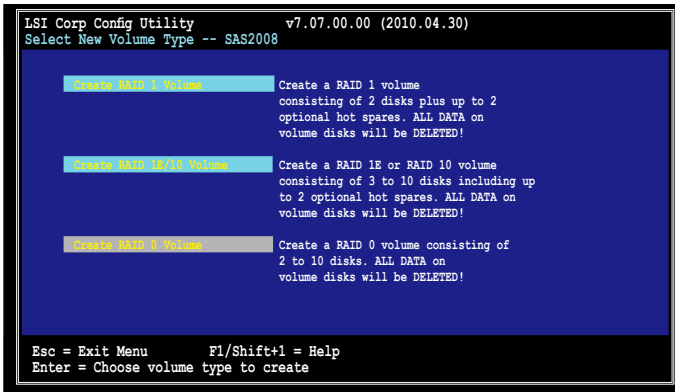 LSI Corp Config Utility v7.07.00.00 (2010.04.30)
Select New Volume Type -- SAS2008
Create RAID 1 Volume Create a RAID 1 volume
consisting of 2 disks plus up to 2
optional hot spares. ALL DATA on
volume disks will be DELETED!
Create RAID 1E/10 Volume Create a RAID 1E or RAID 10 volume
consisting of 3 to 10 disks including up
to 2 optional hot spares. ALL DATA on
volume disks will be DELETED!
Create RAID 0 Volume Create a RAID 0 volume consisting of
2 to 10 disks. ALL DATA on
volume disks will be DELETED!
Esc = Exit Menu F1/Shift+1 = Help
Enter = Choose volume type to create